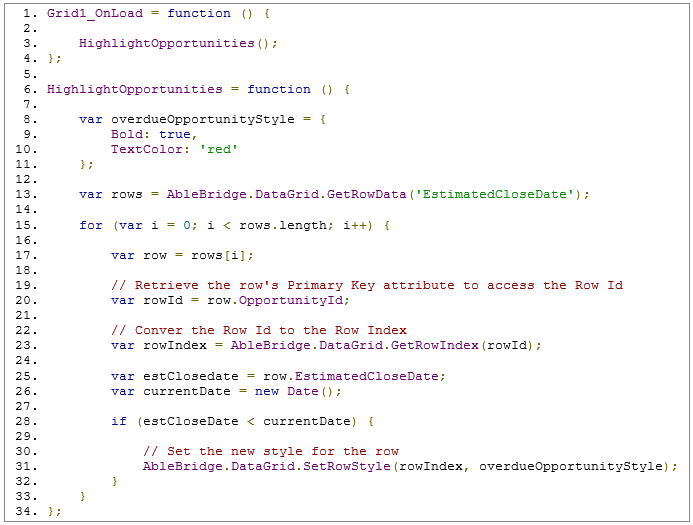 1. Grid1_OnLoad = function () {
2.
3.     HighlightOpportunities();
4. };
5.
6. HighlightOpportunities = function () {
7.
8.     var overdueOpportunityStyle = {
9.         Bold: true,
10.         TextColor: 'red'
11.     };
12.
13.     var rows = AbleBridge.DataGrid.GetRowData('EstimatedCloseDate');
14.
15.     for (var i = 0; i < rows.length; i++) {
16.
17.         var row = rows[i];
18.
19.         // Retrieve the row's Primary Key attribute to access the Row Id
20.         var rowId = row.OpportunityId;
21.
22.         // Conver the Row Id to the Row Index
23.         var rowIndex = AbleBridge.DataGrid.GetRowIndex(rowId);
24.
25.         var estClosedate = row.EstimatedCloseDate;
26.         var currentDate = new Date();
27.
28.         if (estCloseDate < currentDate) {
29.
30.             // Set the new style for the row
31.             AbleBridge.DataGrid.SetRowStyle(rowIndex, overdueOpportunityStyle);
32.         }
33.     }
34. };